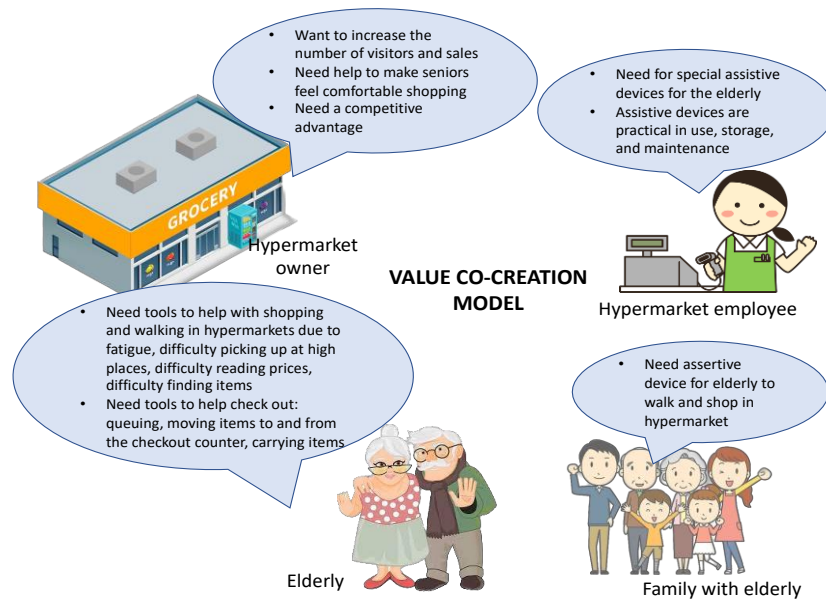 • Want to increase the
number of visitors and sales
• Need help to make seniors
feel comfortable shopping
• Need a competitive
advantage
• Need for special assistive
devices for the elderly
• Assistive devices are
practical in use, storage,
and maintenance
GROCERY
Hypermarket
owner
VALUE CO-CREATION
MODEL
Hypermarket employee
• Need tools to help with shopping
and walking in hypermarkets due to
fatigue, difficulty picking up at high
places, difficulty reading prices,
difficulty finding items
• Need tools to help check out:
queuing, moving items to and from
the checkout counter, carrying items
• Need assertive
device for elderly to
walk and shop in
hypermarket
Elderly
Family with elderly